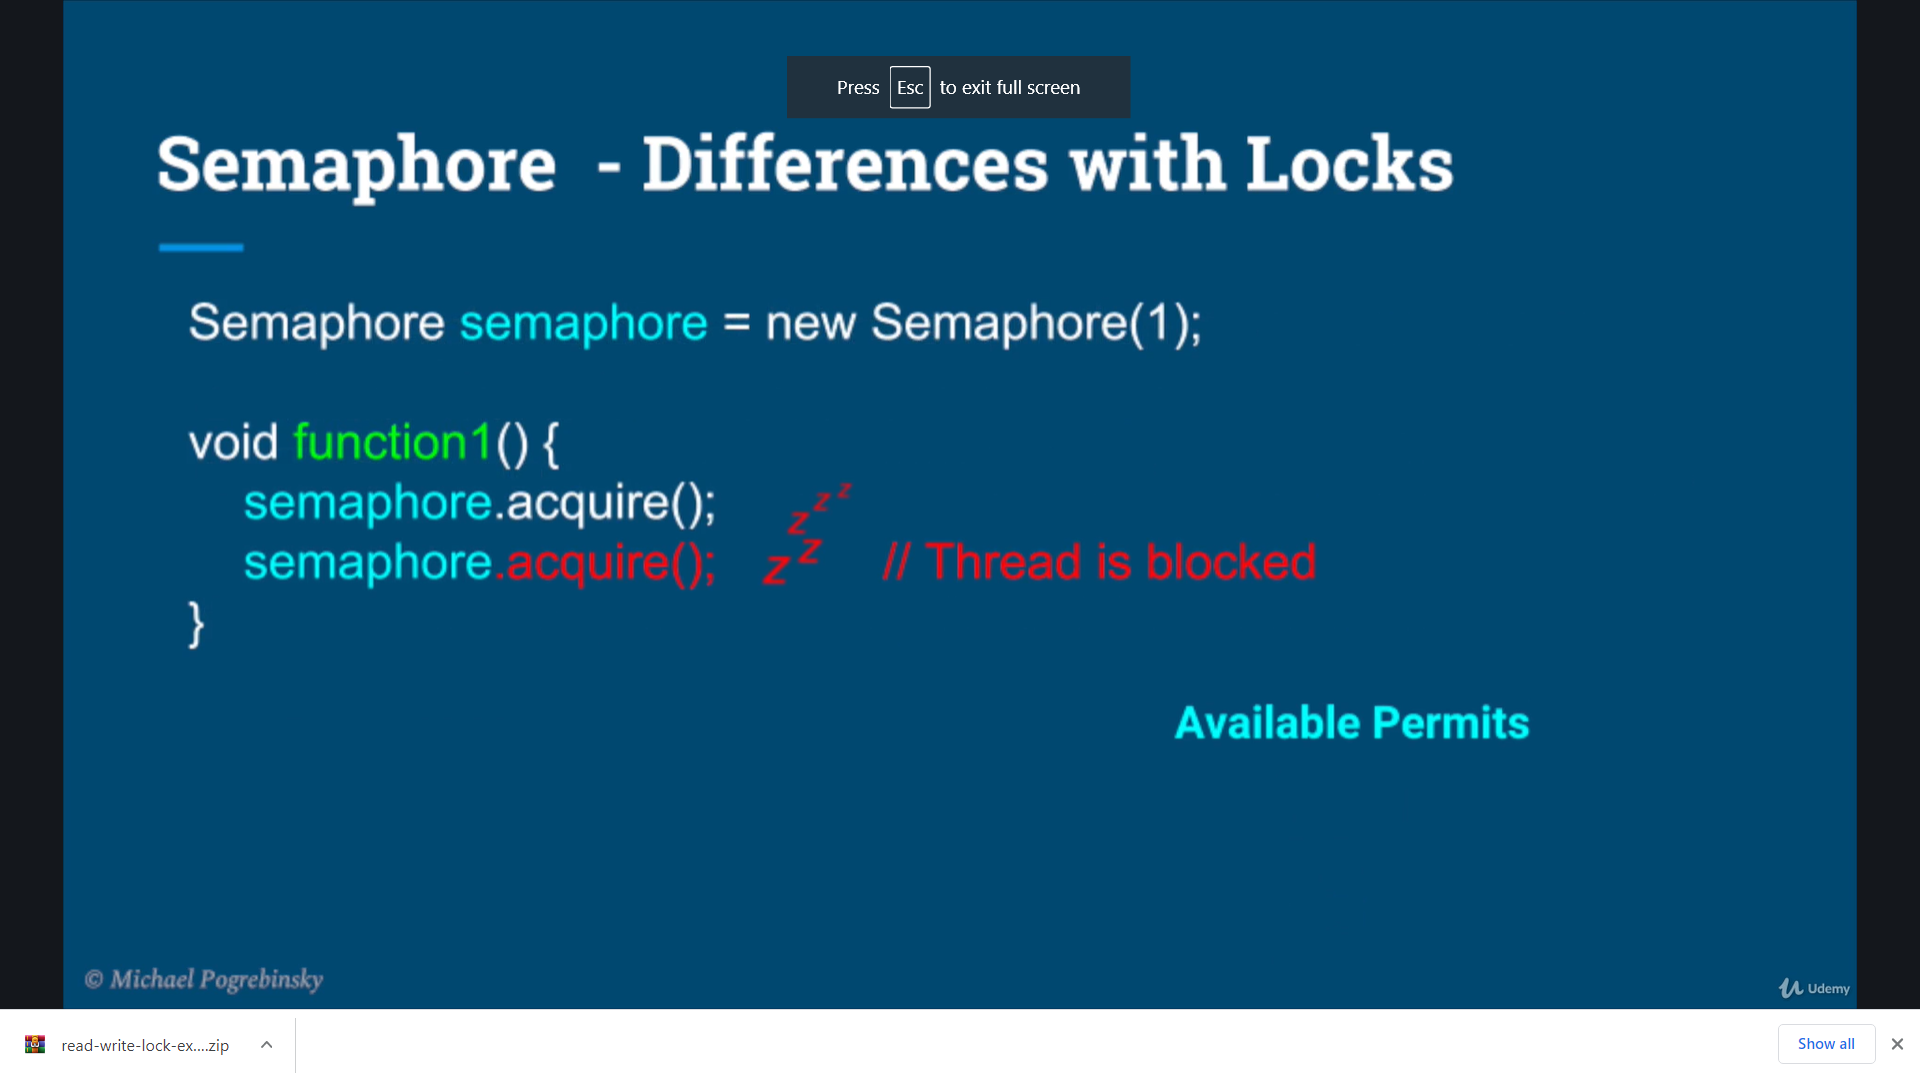 Press Esc to exit full screen
Semaphore - Differences with Locks
Semaphore semaphore = new Semaphore(1);
void function1() {
semaphore.acquire();
z z z
semaphore.acquire(); z z // Thread is blocked
}
Available Permits
© Michael Pogrebinsky
Udemy
read-write-lock-ex....zip
Show all